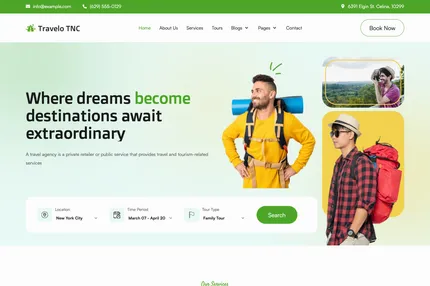 info@example.com
(629) 555-0129
6391 Elgin St. Celina, 10299
Travelo TNC
Home
About Us
Services
Tours
Blogs
Pages
Contact
Book Now
Where dreams become
destinations await
extraordinary
A travel agency is a private retailer or public service that provides travel and tourism-related
services
Location
New York City
Time Period
March 07 - April 20
Tour Type
Family Tour
Search
Our Services